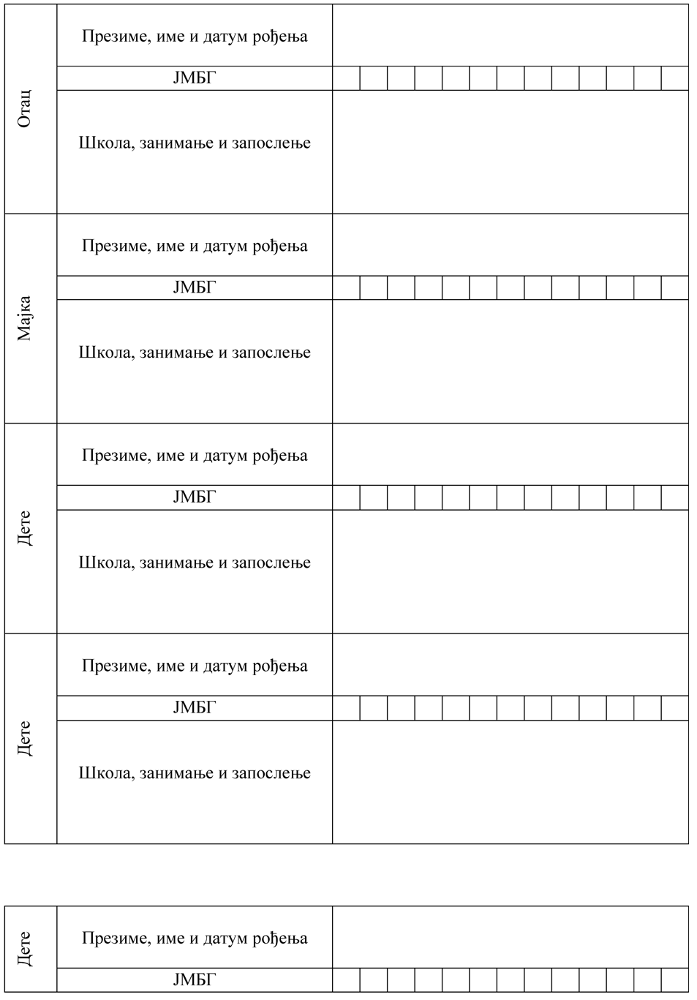 Отац
Презиме, име и датум рођења
ЈМБГ
Школа, занимање и запослење
Мајка
Презиме, име и датум рођења
ЈМБГ
Школа, занимање и запослење
Дете
Презиме, име и датум рођења
ЈМБГ
Школа, занимање и запослење
Дете
Презиме, име и датум рођења
ЈМБГ
Школа, занимање и запослење
Дете
Презиме, име и датум рођења
ЈМБГ